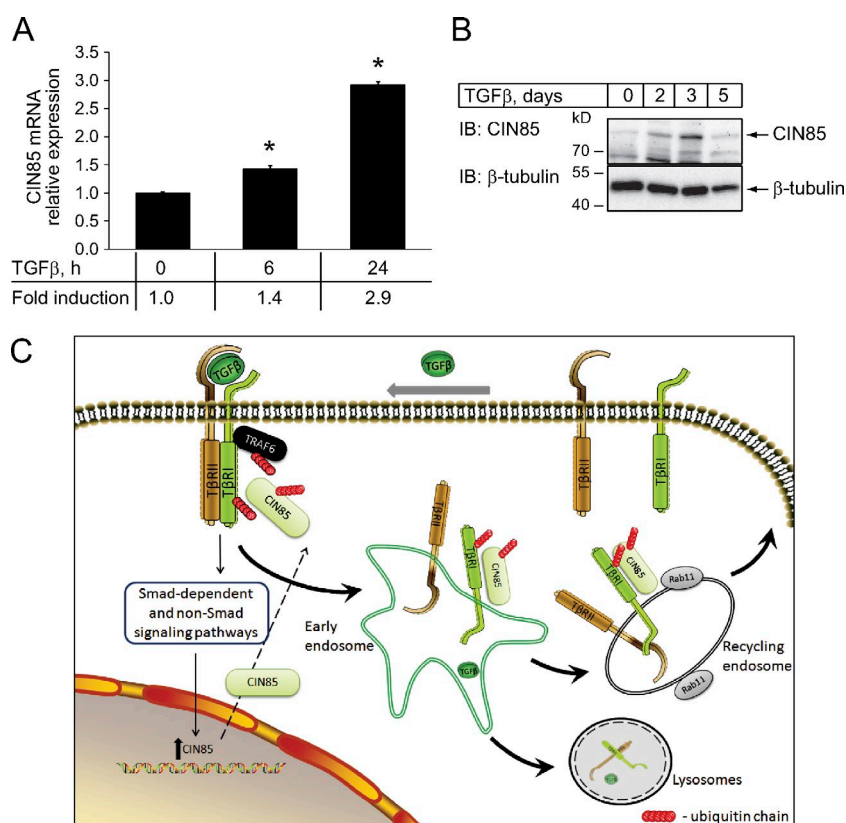 A
CIN85 mRNA
relative expression
3.5
3.0
2.5
2.0
1.5
1.0
0.5
0.0
*
*
TGFβ, h 0 6 24
Fold induction 1.0 1.4 2.9
B
TGFβ, days 0 2 3 5
kD
IB: CIN85
70
CIN85
IB: β-tubulin
55
40
β-tubulin
C
TGFβ
TGFβ
TβRII
TβRI
TRAF6
CIN85
TβRII
TβRI
Smad-dependent
and non-Smad
signaling pathways
CIN85
CIN85
Early
endosome
TβRII
TβRI
CIN85
TGFβ
TβRII
TβRI
CIN85
Rab11
Rab11
Recycling
endosome
TGFβ
Lysosomes
- ubiquitin chain